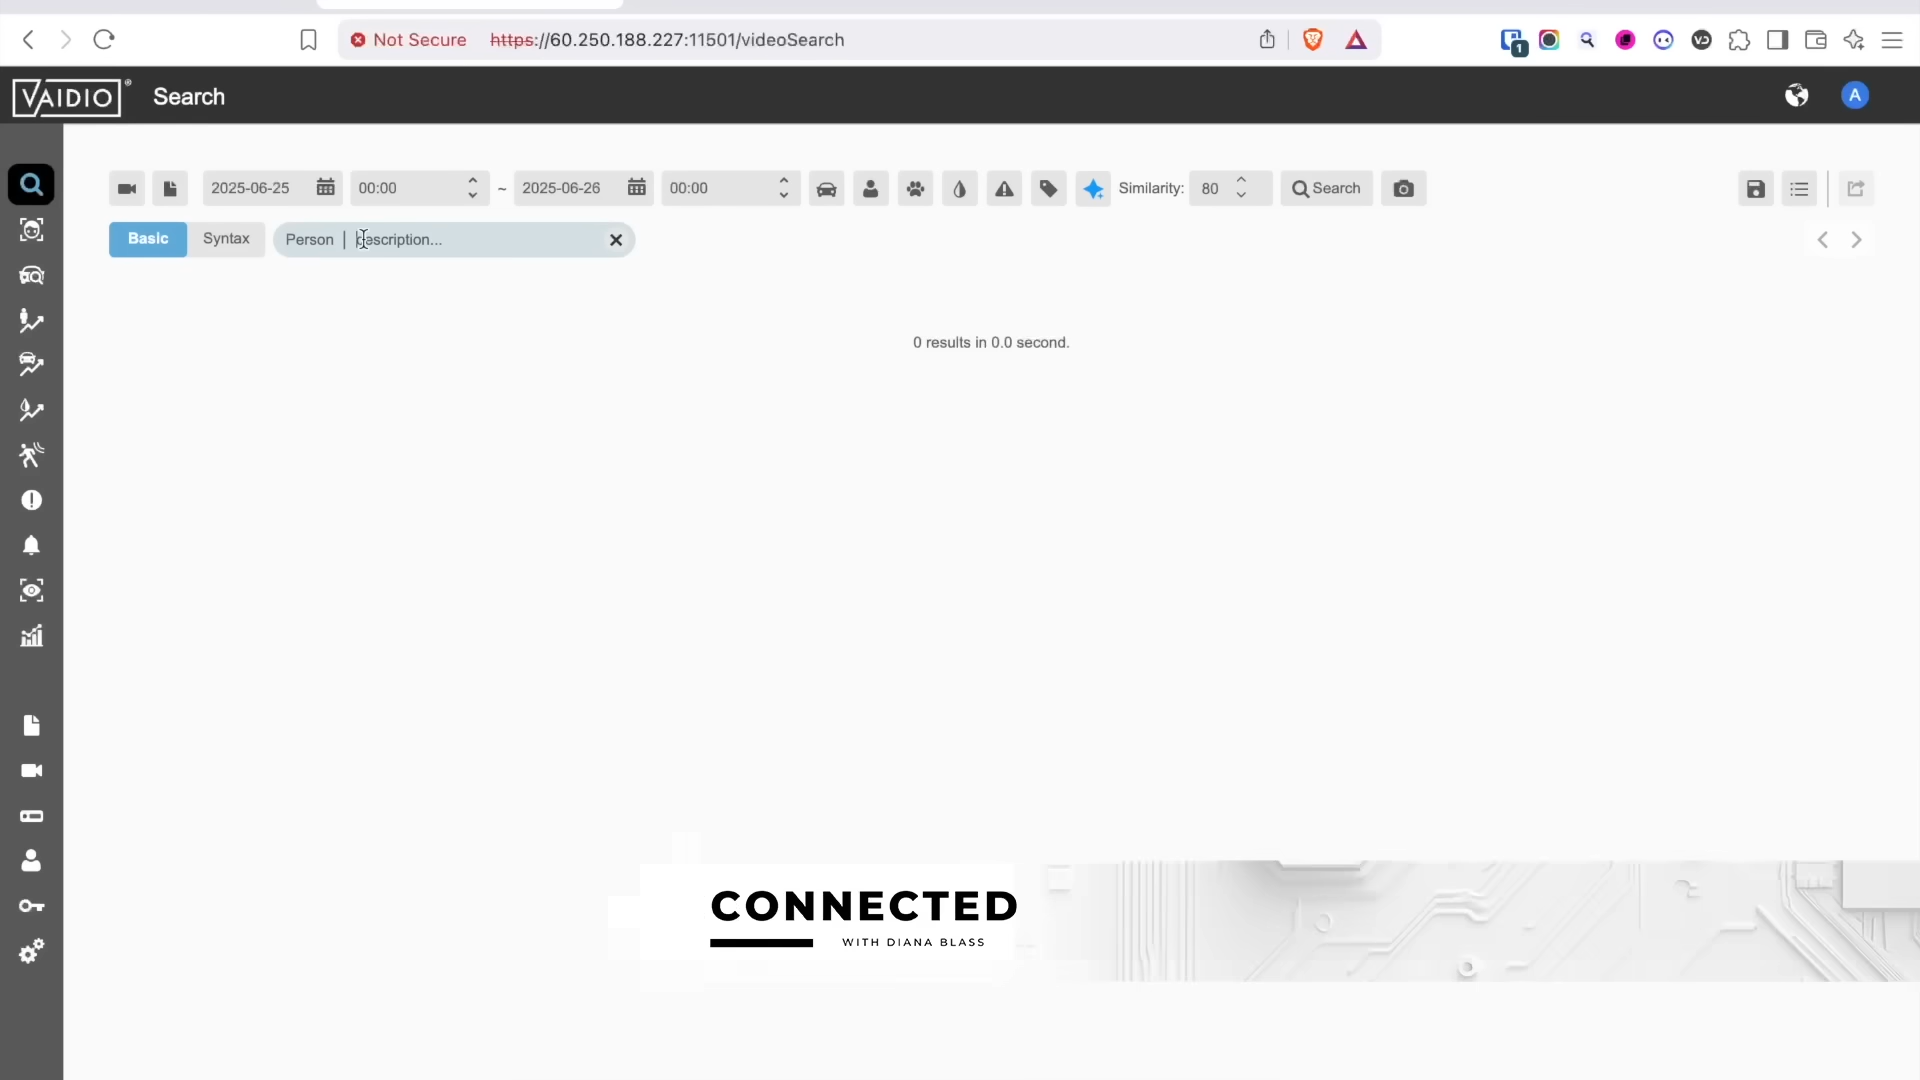 Not Secure https://60.250.188.227:11501/videoSearch
1
VAIDIO® Search
A
2025-06-25 00:00 ~ 2025-06-26 00:00 Similarity: 80 Search
Basic Syntax Person | description...
0 results in 0.0 second.
CONNECTED
WITH DIANA BLASS